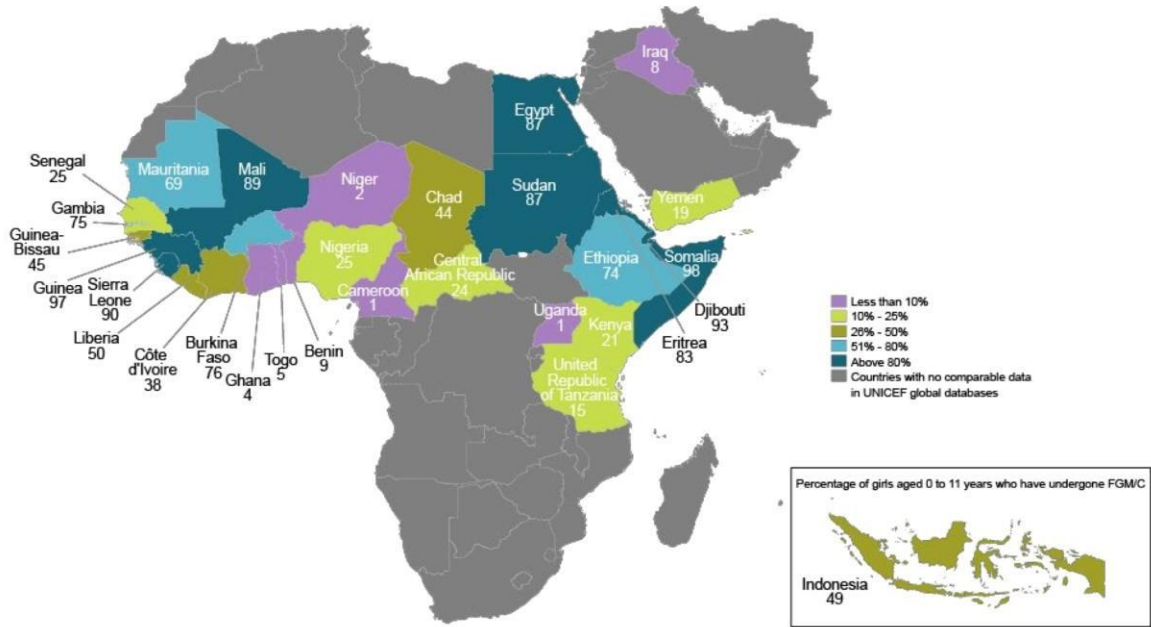 Iraq
8
Egypt
87
Senegal
25
Mauritania
69
Mali
89
Niger
2
Chad
44
Sudan
87
Yemen
19
Gambia
75
Guinea-
Bissau
45
Nigeria
25
Ethiopia
74
Somalia
98
Central
African Republic
24
Guinea
97
Sierra
Leone
90
Cameroon
1
Uganda
1
Kenya
21
Djibouti
93
Liberia
50
Côte
d'Ivoire
38
Burkina
Faso
76
Ghana
4
Togo
5
Benin
9
Eritrea
83
United
Republic
of Tanzania
15
Less than 10%
10% - 25%
26% - 50%
51% - 80%
Above 80%
Countries with no comparable data
in UNICEF global databases
Percentage of girls aged 0 to 11 years who have undergone FGM/C
Indonesia
49